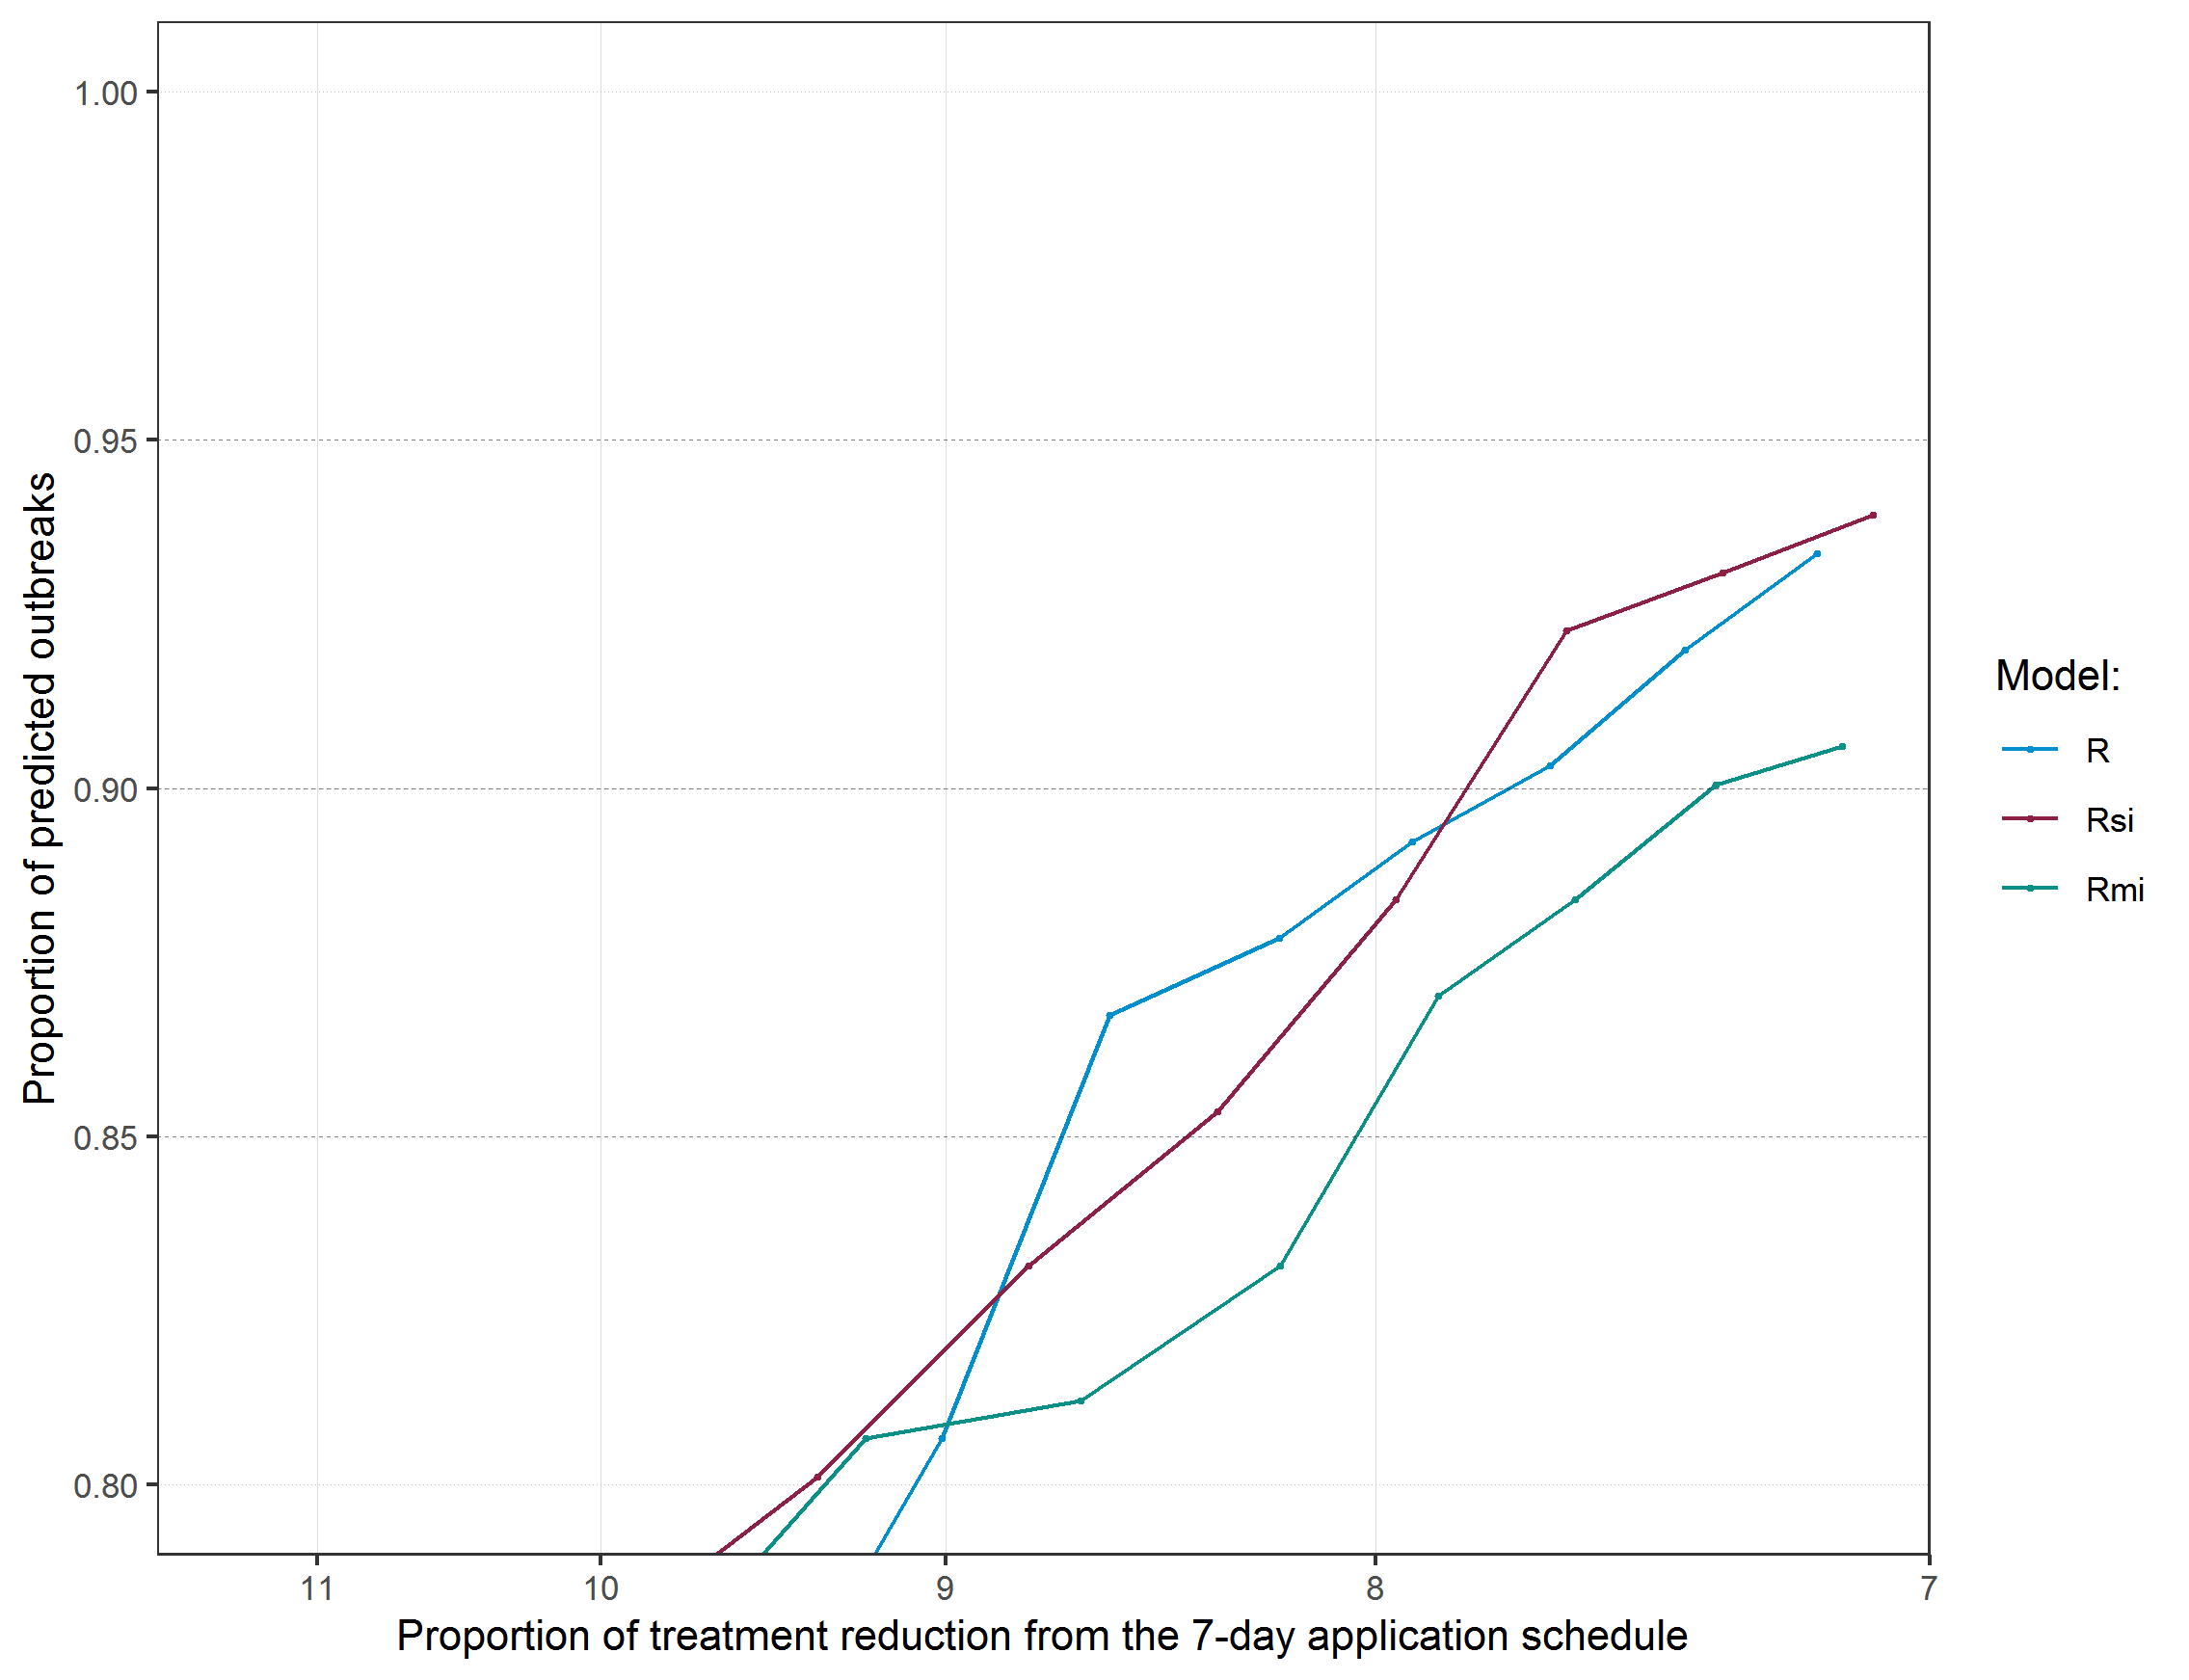 1.00
0.95
0.90
0.85
0.80
Proportion of predicted outbreaks
11 10 9 8 7
Proportion of treatment reduction from the 7-day application schedule
Model:
R
Rsi
Rmi